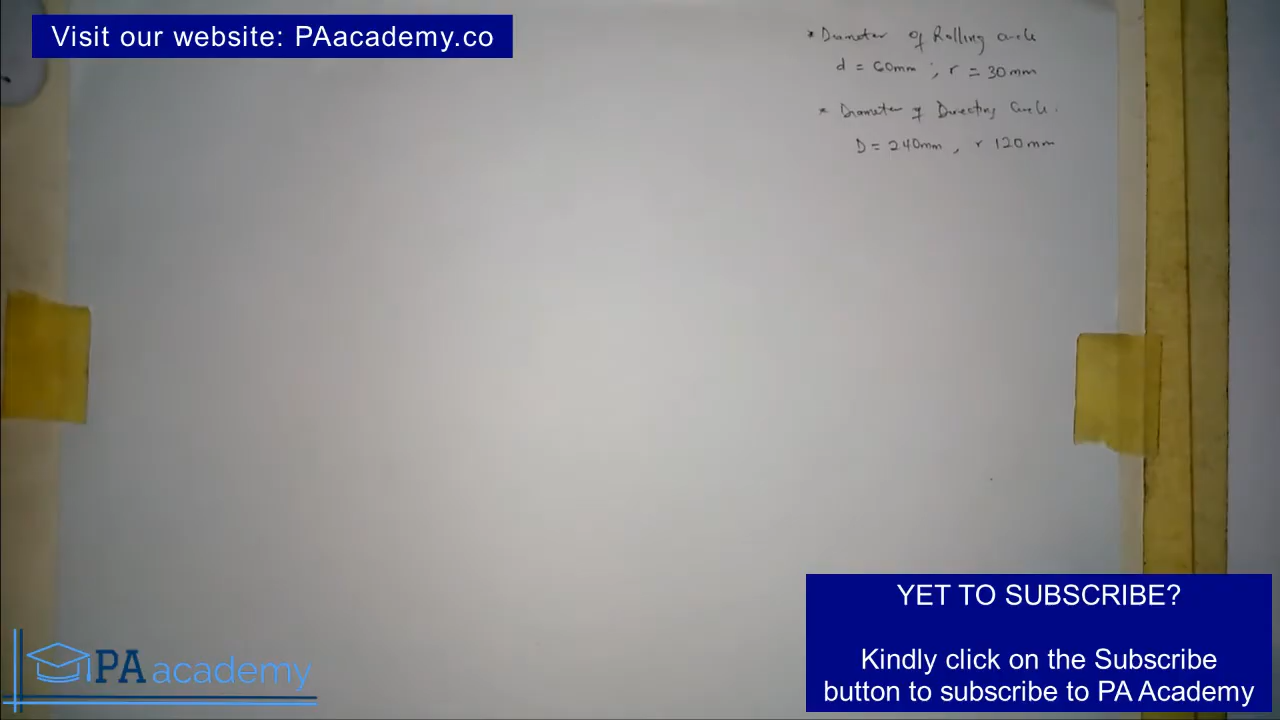 Visit our website: PAacademy.co
* Diameter of Rolling circle
d = 60mm ; r = 30mm
* Diameter of Directing Circle.
D = 240mm , r 120mm
PA academy
YET TO SUBSCRIBE?
Kindly click on the Subscribe
button to subscribe to PA Academy